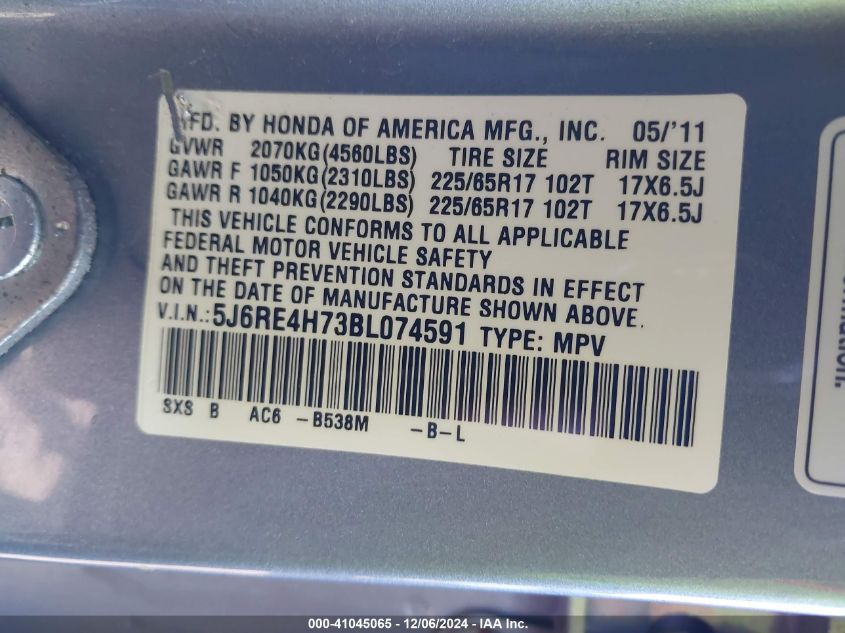 MFD. BY HONDA OF AMERICA MFG., INC. 05/'11
GVWR 2070KG(4560LBS) TIRE SIZE RIM SIZE
GAWR F 1050KG(2310LBS) 225/65R17 102T 17X6.5J
GAWR R 1040KG(2290LBS) 225/65R17 102T 17X6.5J
THIS VEHICLE CONFORMS TO ALL APPLICABLE
FEDERAL MOTOR VEHICLE SAFETY
AND THEFT PREVENTION STANDARDS IN EFFECT
ON THE DATE OF MANUFACTURE SHOWN ABOVE.
V.I.N.:5J6RE4H73BL074591 TYPE: MPV
SXS B AC6 -B538M -B-L
000-41045065 - 12/06/2024 - IAA Inc.